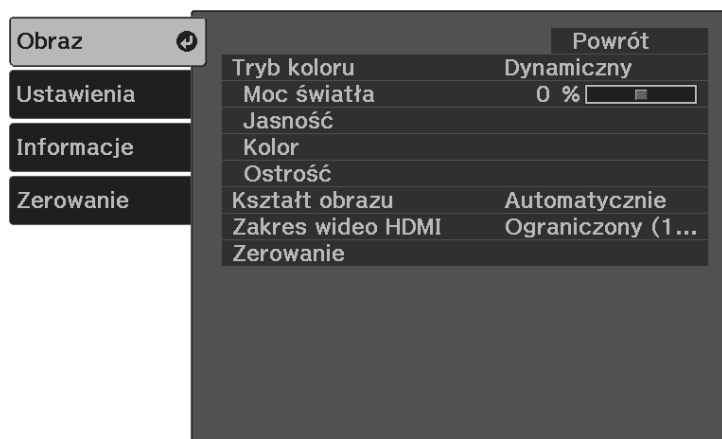 Obraz
Ustawienia
Informacje
Zerowanie
Powrót
Tryb koloru Dynamiczny
Moc światła 0 %
Jasność
Kolor
Ostrość
Kształt obrazu Automatycznie
Zakres wideo HDMI Ograniczony (1...
Zerowanie